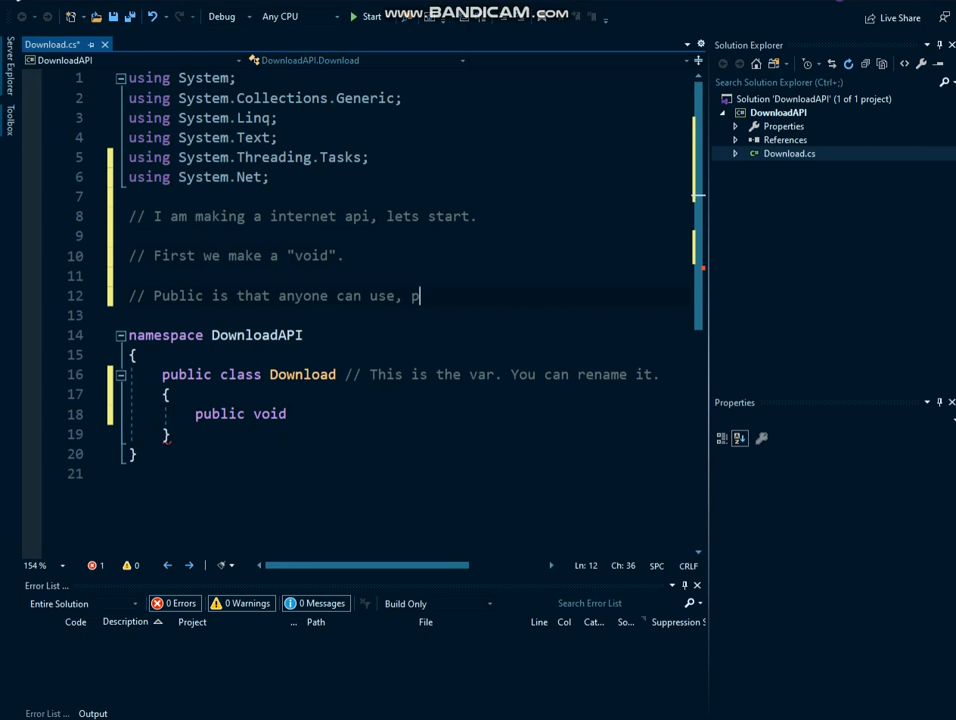 Debug Any CPU Start www.BANDICAM.com Live Share
Download.cs*
DownloadAPI DownloadAPI.Download
Server Explorer
Toolbox
1 using System;
2 using System.Collections.Generic;
3 using System.Linq;
4 using System.Text;
5 using System.Threading.Tasks;
6 using System.Net;
7
8 // I am making a internet api, lets start.
9
10 // First we make a "void".
11
12 // Public is that anyone can use, p
13
14 namespace DownloadAPI
15 {
16 public class Download // This is the var. You can rename it.
17 {
18 public void
19 }
20 }
21
154 % 1 0 Ln: 12 Ch: 36 SPC CRLF
Error List ...
Entire Solution 0 Errors 0 Warnings 0 Messages Build Only Search Error List
Code Description Project ... Path File Line Col Cat... So... Suppression S
Error List ... Output
Solution Explorer
Search Solution Explorer (Ctrl+;)
Solution 'DownloadAPI' (1 of 1 project)
DownloadAPI
Properties
References
C# Download.cs
Properties